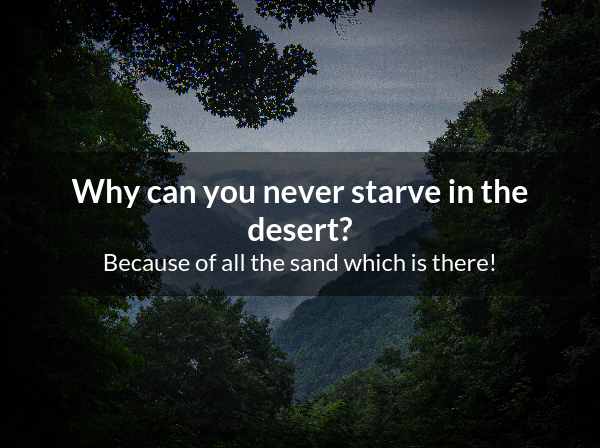 Why can you never starve in the
desert?
Because of all the sand which is there!